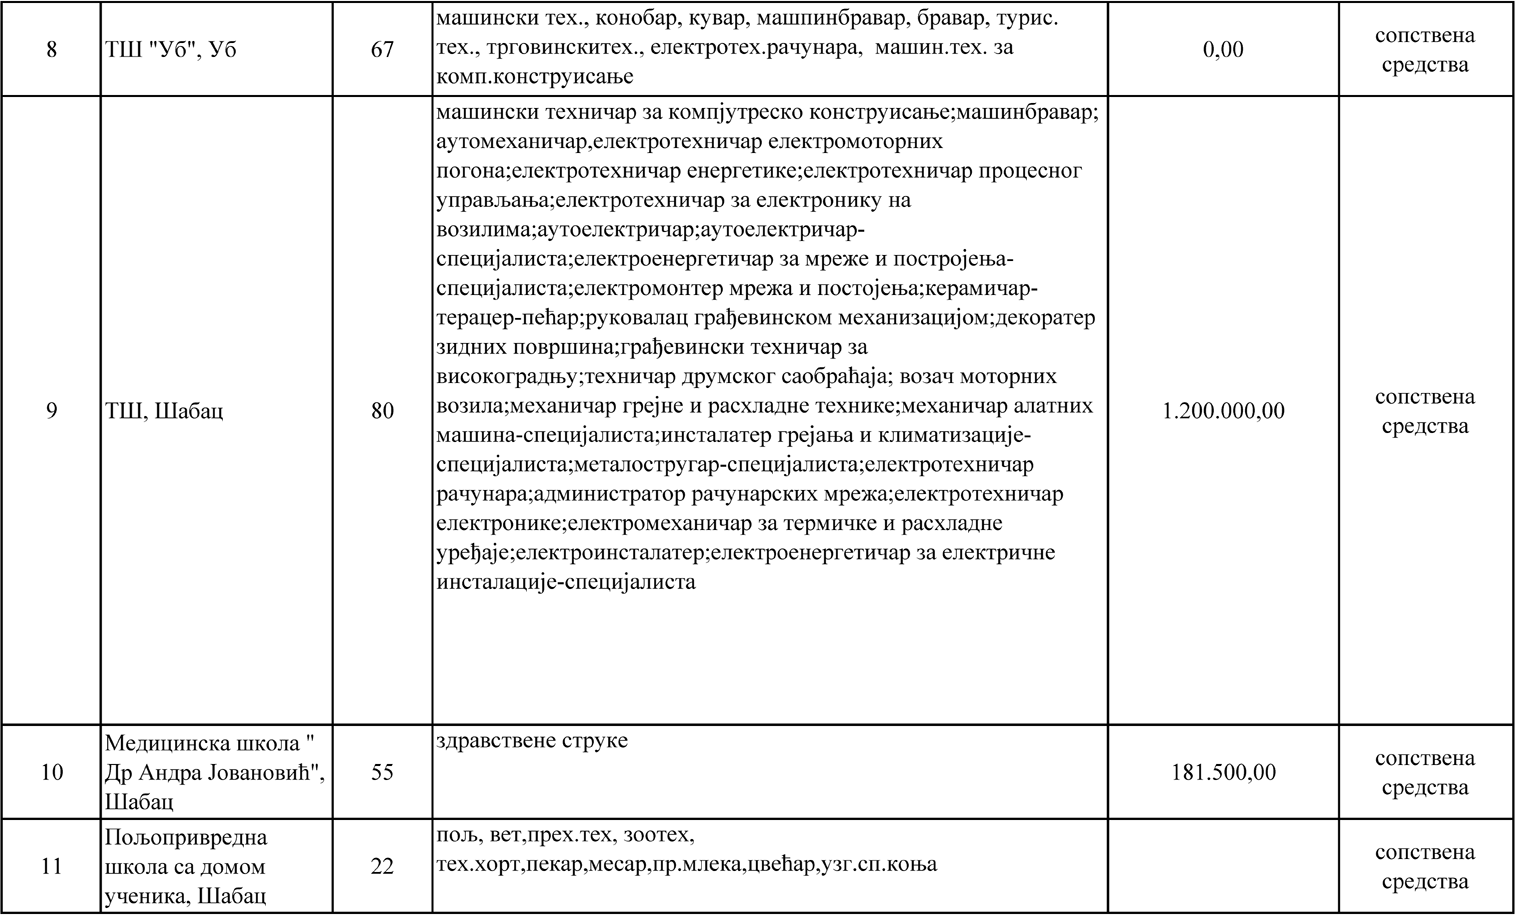 8
ТШ "Уб", Уб
67
машински тех., конобар, кувар, машпинбравар, бравар, турис.
тех., трговинскитех., електротех.рачунара, машин.тех. за
комп.конструисање
0,00
сопствена
средства
9
ТШ, Шабац
80
машински техничар за компјутреско конструисање;машинбравар;
аутомеханичар,електротехничар електромоторних
погона;електротехничар енергетике;електротехничар процесног
управљања;електротехничар за електронику на
возилима;аутоелектричар;аутоелектричар-
специјалиста;електроенергетичар за мреже и постројења-
специјалиста;електромонтер мрежа и постојења;керамичар-
терацер-пећар;руковалац грађевинском механизацијом;декоратер
зидних површина;грађевински техничар за
високоградњу;техничар друмског саобраћаја; возач моторних
возила;механичар грејне и расхладне технике;механичар алатних
машина-специјалиста;инсталатер грејања и климатизације-
специјалиста;металостругар-специјалиста;електротехничар
рачунара;администратор рачунарских мрежа;електротехничар
електронике;електромеханичар за термичке и расхладне
уређаје;електроинсталатер;електроенергетичар за електричне
инсталације-специјалиста
1.200.000,00
сопствена
средства
10
Медицинска школа "
Др Андра Јовановић",
Шабац
55
здравствене струке
181.500,00
сопствена
средства
11
Пољопривредна
школа са домом
ученика, Шабац
22
пољ, вет,прех.тех, зоотех,
тех.хорт,пекар,месар,пр.млека,цвећар,узг.сп.коња
сопствена
средства